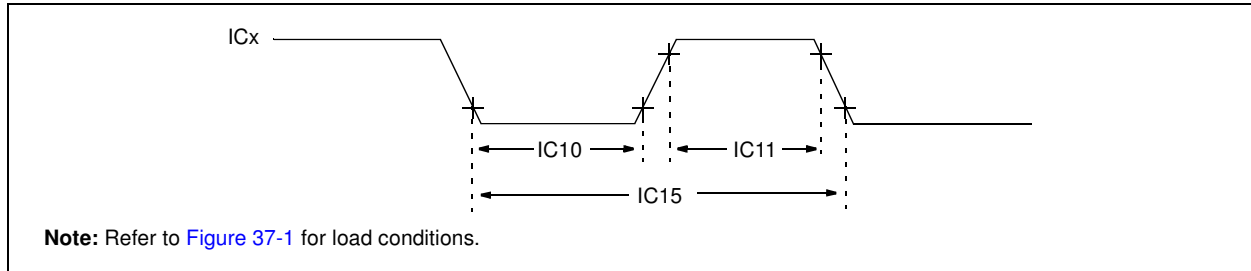 ICx
IC10
IC11
IC15
Note: Refer to Figure 37-1 for load conditions.